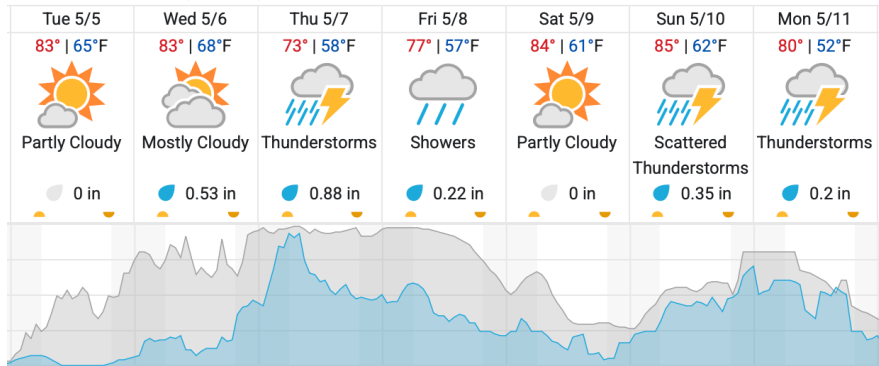 Tue 5/5 Wed 5/6 Thu 5/7 Fri 5/8 Sat 5/9 Sun 5/10 Mon 5/11
83° | 65°F 83° | 68°F 73° | 58°F 77° | 57°F 84° | 61°F 85° | 62°F 80° | 52°F
Partly Cloudy Mostly Cloudy Thunderstorms Showers Partly Cloudy Scattered Thunderstorms
Thunderstorms
0 in 0.53 in 0.88 in 0.22 in 0 in 0.35 in 0.2 in